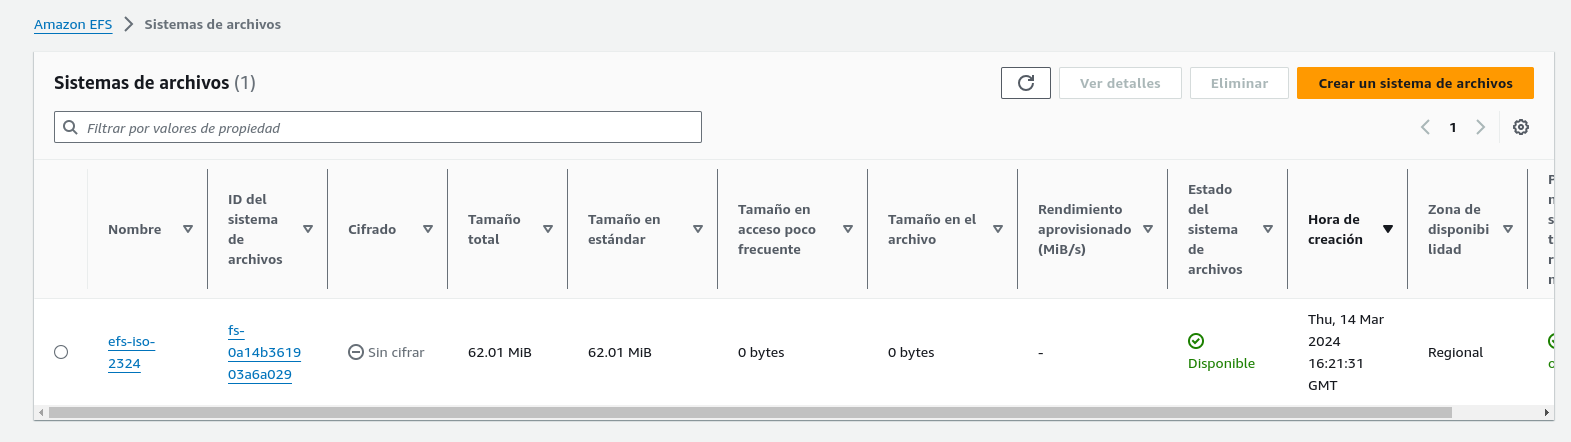 Amazon EFS > Sistemas de archivos
Sistemas de archivos (1)
Ver detalles
Eliminar
Crear un sistema de archivos
Filtrar por valores de propiedad
1
Nombre
ID del
sistema
de
archivos
Cifrado
Tamaño
total
Tamaño en
estándar
Tamaño en
acceso poco
frecuente
Tamaño en el
archivo
Rendimiento
aprovisionado
(MiB/s)
Estado
del
sistema
de
archivos
Hora de
creación
Zona de
disponibi
lidad
efs-iso-
2324
fs-
0a14b3619
03a6a029
Sin cifrar
62.01 MiB
62.01 MiB
0 bytes
0 bytes
-
Disponible
Thu, 14 Mar
2024
16:21:31
GMT
Regional